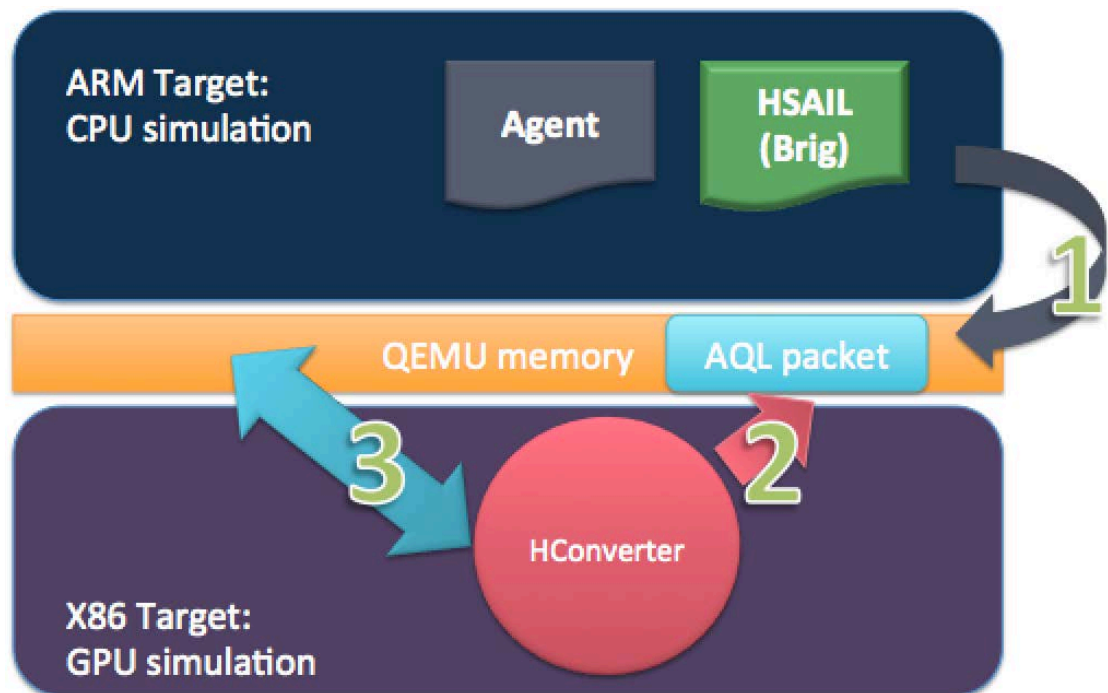 ARM Target:
CPU simulation
Agent
HSAIL
(Brig)
1
QEMU memory
AQL packet
3
2
HConverter
X86 Target:
GPU simulation